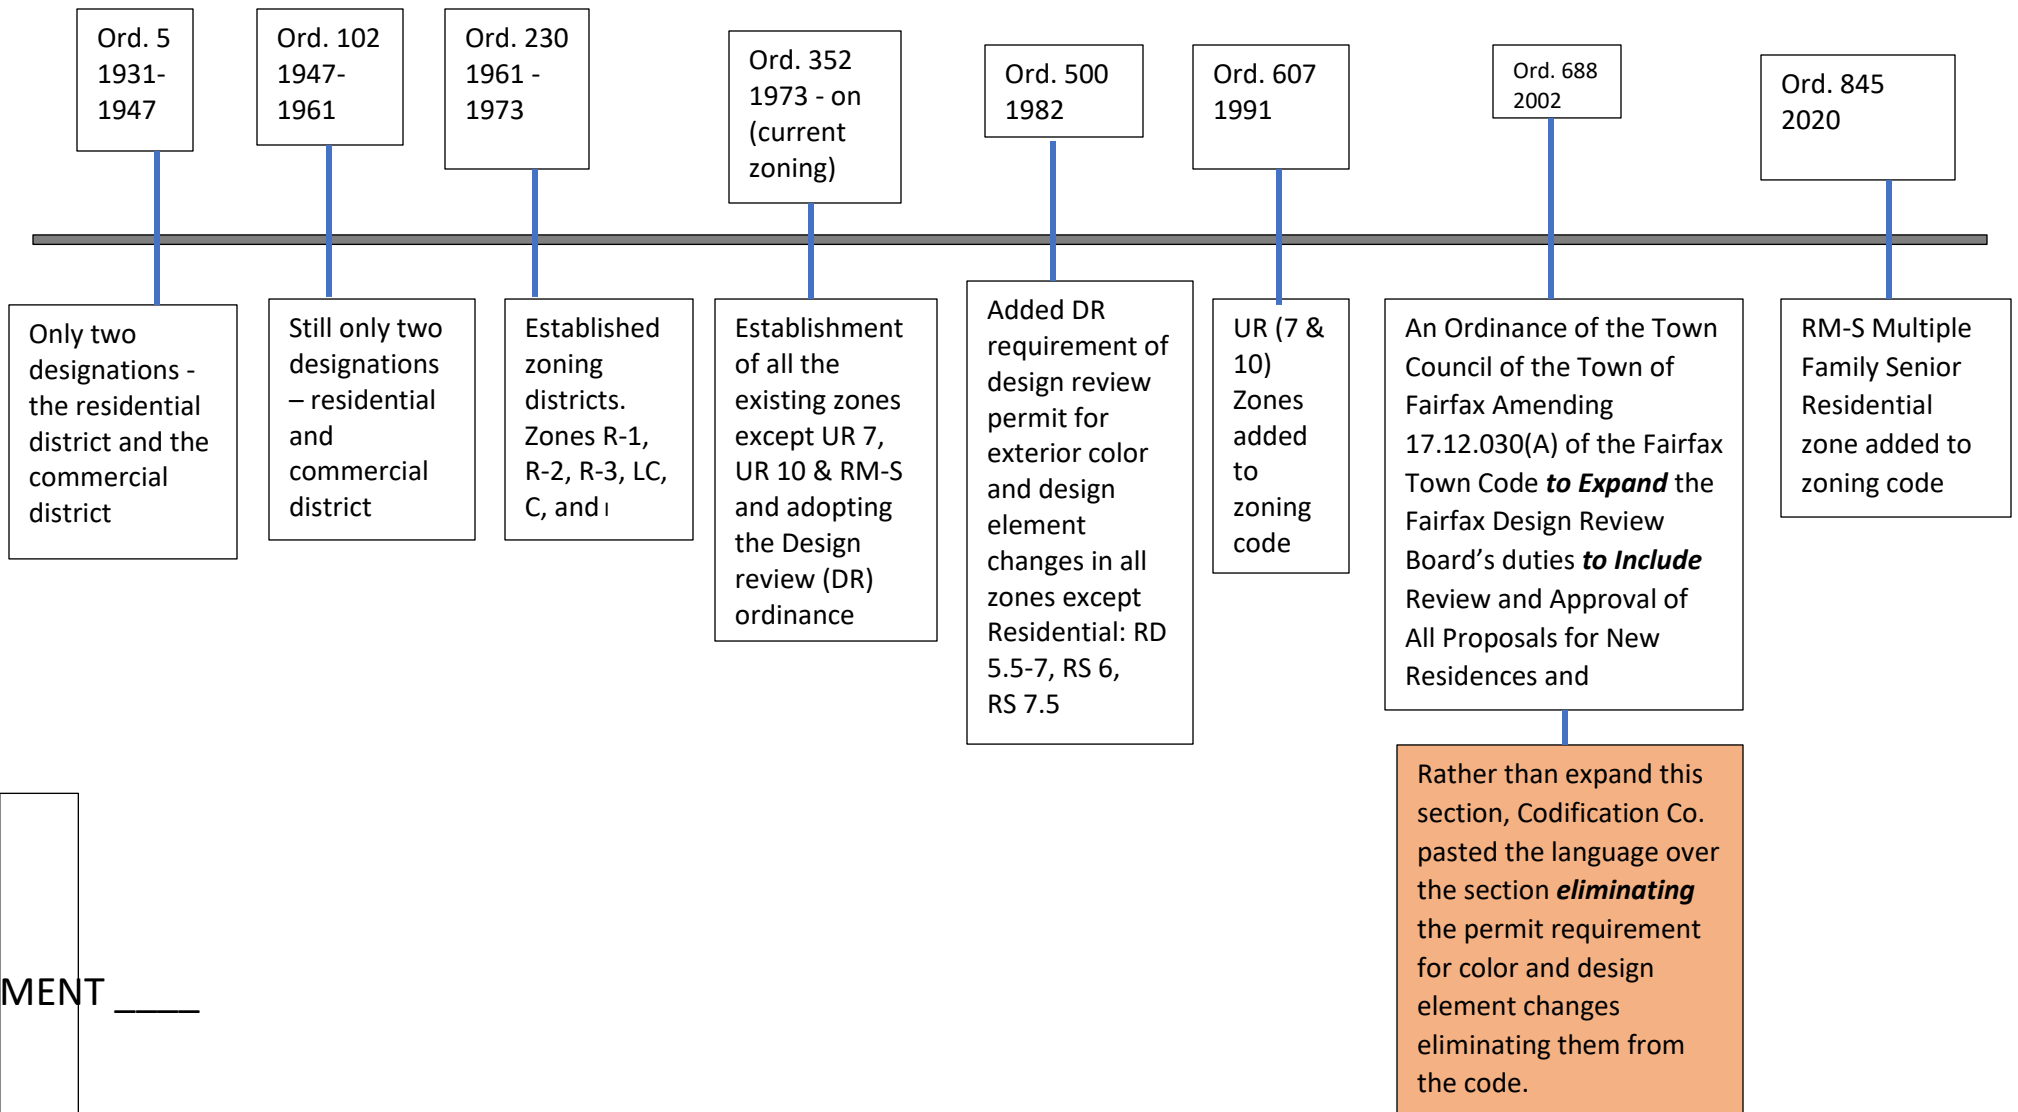 Ord. 5
1931-
1947
Ord. 102
1947-
1961
Ord. 230
1961 -
1973
Ord. 352
1973 - on
(current
zoning)
Ord. 500
1982
Ord. 607
1991
Ord. 688
2002
Ord. 845
2020
Only two
designations -
the residential
district and the
commercial
district
Still only two
designations
– residential
and
commercial
district
Established
zoning
districts.
Zones R-1,
R-2, R-3, LC,
C, and
Establishment
of all the
existing zones
except UR 7,
UR 10 & RM-S
and adopting
the Design
review (DR)
ordinance
Added DR
requirement of
design review
permit for
exterior color
and design
element
changes in all
zones except
Residential: RD
5.5-7, RS 6,
RS 7.5
UR (7 &
10)
Zones
added
to
zoning
code
An Ordinance of the Town
Council of the Town of
Fairfax Amending
17.12.030(A) of the Fairfax
Town Code to Expand the
Fairfax Design Review
Board’s duties to Include
Review and Approval of
All Proposals for New
Residences and
RM-S Multiple
Family Senior
Residential
zone added to
zoning code
Rather than expand this
section, Codification Co.
pasted the language over
the section eliminating
the permit requirement
for color and design
element changes
eliminating them from
the code.
MENT ____